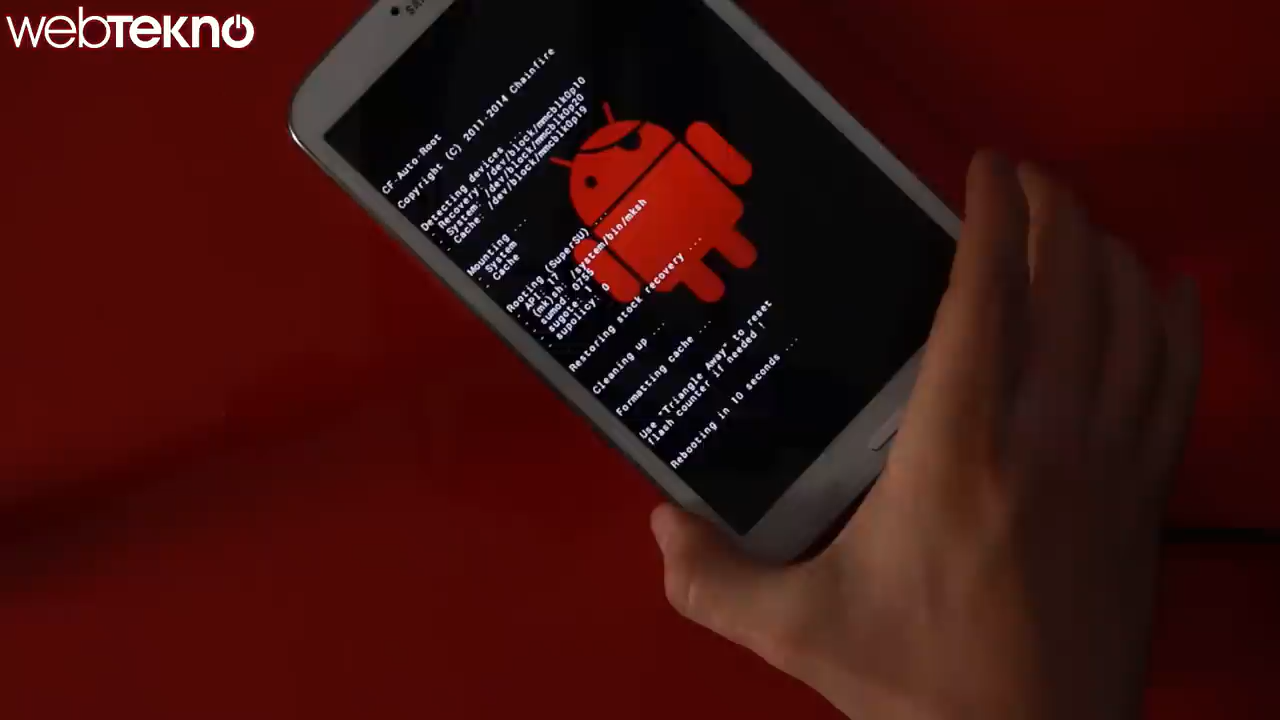 webTEKNO
CF-Auto-Root
Copyright (C) 2011-2014 Chainfire
Detecting devices ...
- Recovery: /dev/block/mmcblk0p10
- System: /dev/block/mmcblk0p20
- Cache: /dev/block/mmcblk0p19
Mounting ...
- System
- Cache
Rooting (SuperSU) ...
- API: 17
- (mk)sh: /system/bin/mksh
- sumod: 0755
- sugote: 1
- supolicy: 0
Restoring stock recovery ...
Cleaning up ...
Formatting cache ...
Use "Triangle Away" to reset
flash counter if needed !
Rebooting in 10 seconds ...